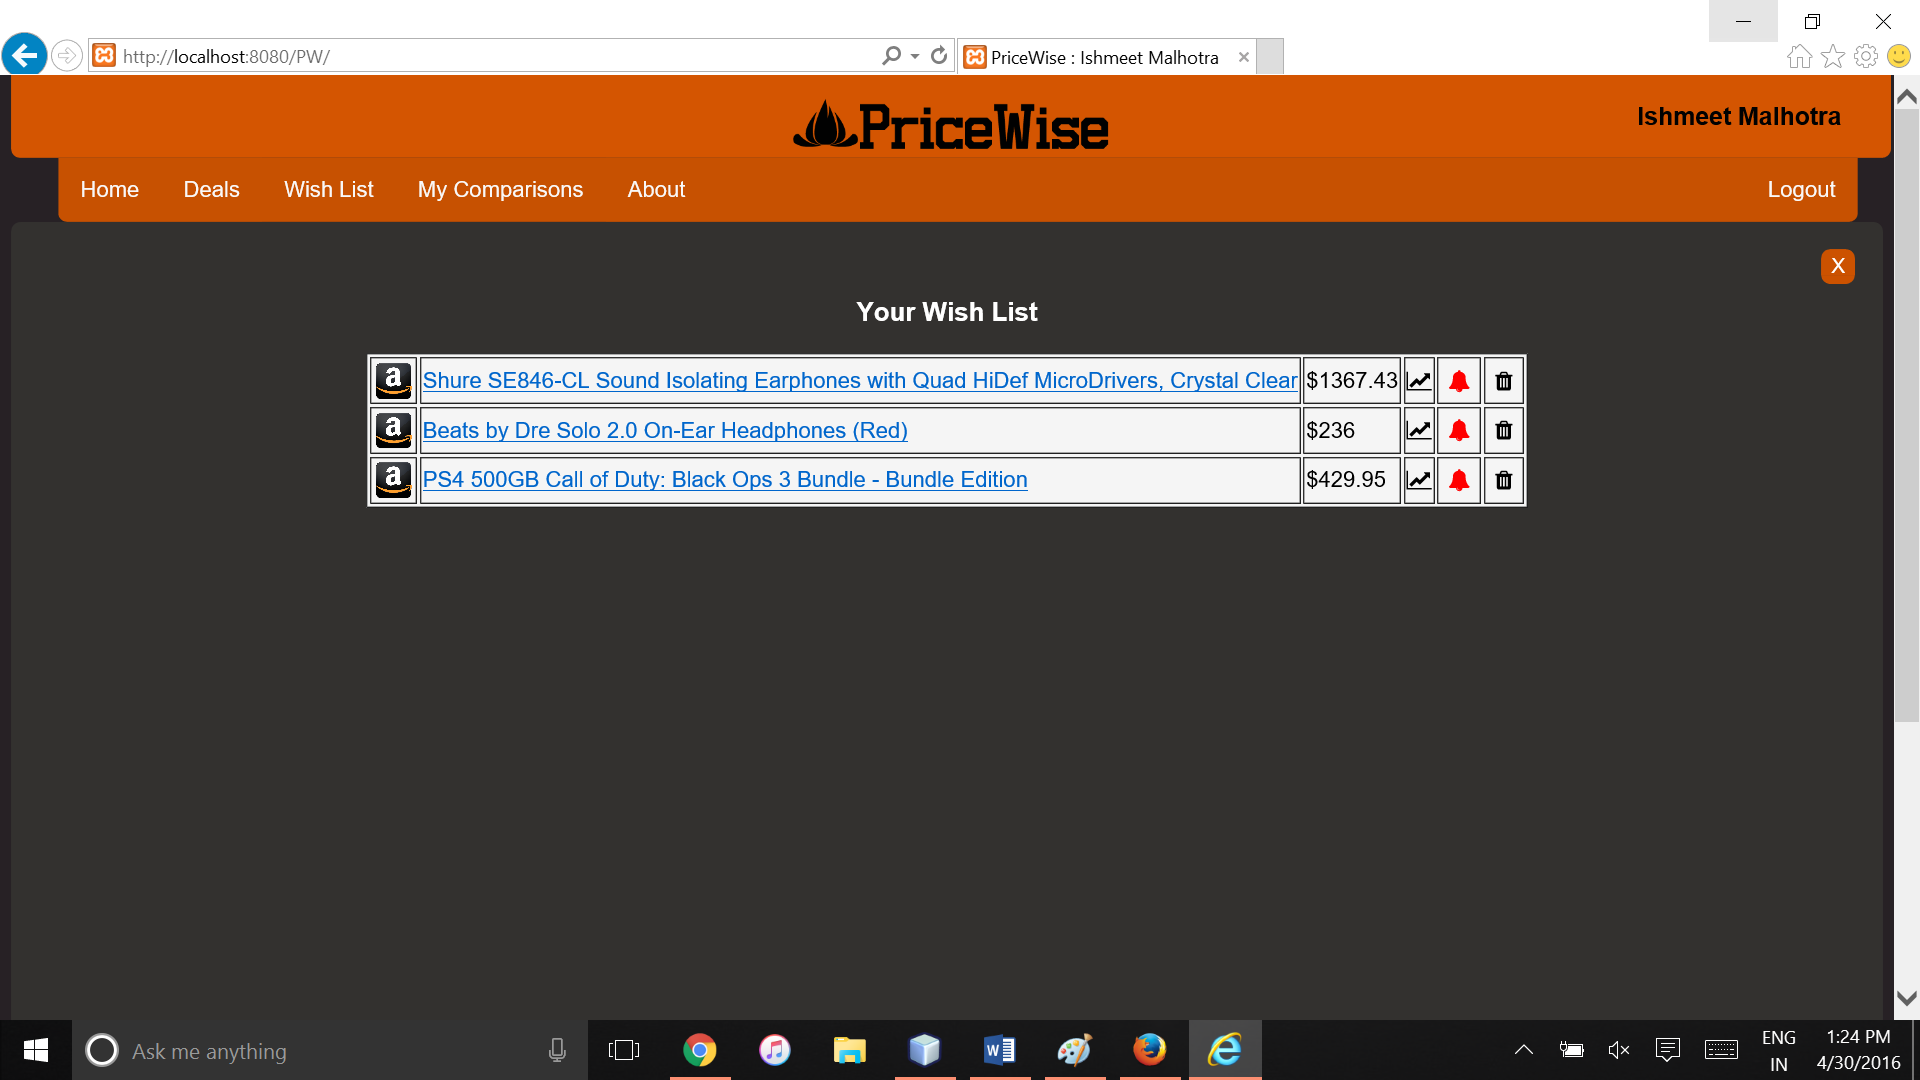 http://localhost:8080/PW/
PriceWise : Ishmeet Malhotra
PriceWise
Ishmeet Malhotra
Home Deals Wish List My Comparisons About Logout
X
Your Wish List
a Shure SE846-CL Sound Isolating Earphones with Quad HiDef MicroDrivers, Crystal Clear $1367.43
a Beats by Dre Solo 2.0 On-Ear Headphones (Red) $236
a PS4 500GB Call of Duty: Black Ops 3 Bundle - Bundle Edition $429.95
Ask me anything
ENG
IN
1:24 PM
4/30/2016